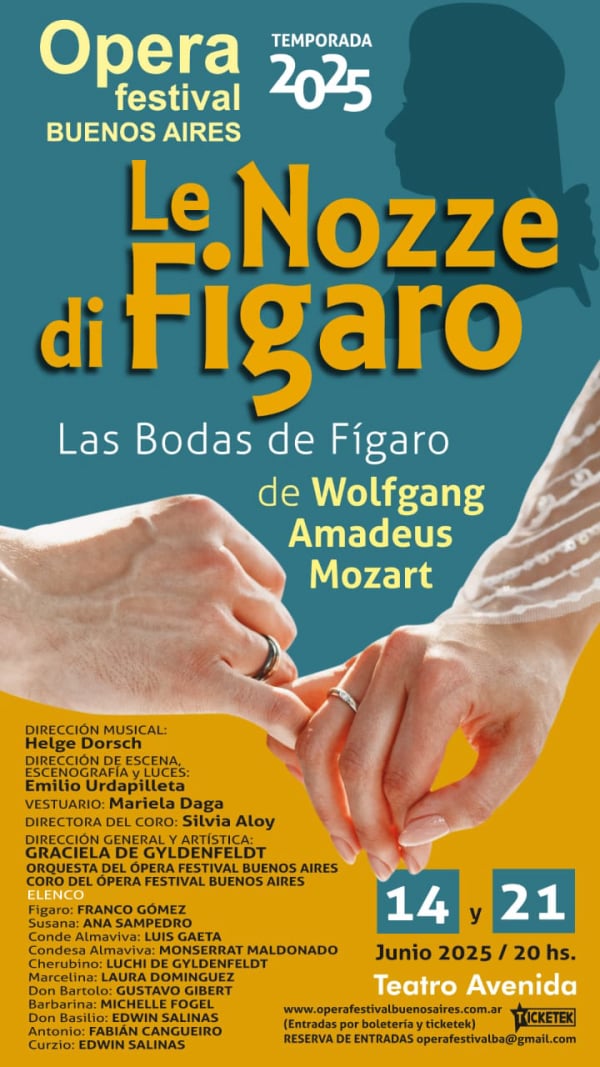 Opera
festival
BUENOS AIRES
TEMPORADA
2025
Le Nozze
di Figaro
Las Bodas de Fígaro
de Wolfgang
Amadeus
Mozart
DIRECCIÓN MUSICAL:
Helge Dorsch
DIRECCIÓN DE ESCENA,
ESCENOGRAFÍA y LUCES:
Emilio Urdapilleta
VESTUARIO: Mariela Daga
DIRECTORA DEL CORO: Silvia Aloy
DIRECCIÓN GENERAL Y ARTÍSTICA:
GRACIELA DE GYLDENFELDT
ORQUESTA DEL ÓPERA FESTIVAL BUENOS AIRES
CORO DEL ÓPERA FESTIVAL BUENOS AIRES
ELENCO
Figaro: FRANCO GÓMEZ
Susana: ANA SAMPEDRO
Conde Almaviva: LUIS GAETA
Condesa Almaviva: MONSERRAT MALDONADO
Cherubino: LUCHI DE GYLDENFELDT
Marcelina: LAURA DOMINGUEZ
Don Bartolo: GUSTAVO GIBERT
Barbarina: MICHELLE FOGEL
Don Basilio: EDWIN SALINAS
Antonio: FABIÁN CANGUEIRO
Curzio: EDWIN SALINAS
14 y 21
Junio 2025 / 20 hs.
Teatro Avenida
www.operafestivalbuenosaires.com.ar
(Entradas por boletería y ticketek)
TICKETEK
RESERVA DE ENTRADAS operafestivalba@gmail.com